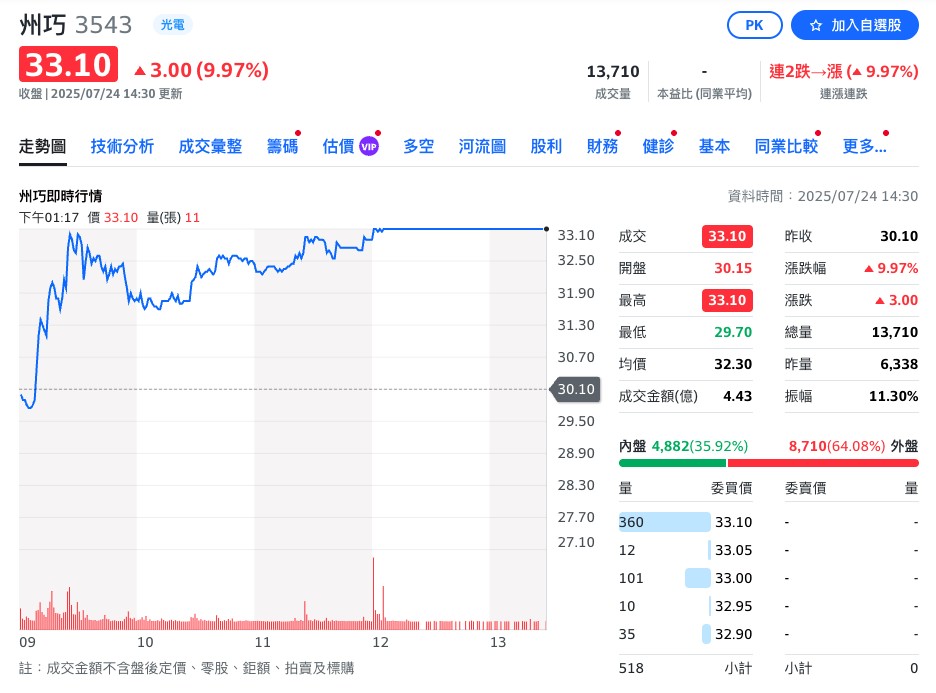 州巧 3543 光電
PK
加入自選股
33.10
3.00 (9.97%)
收盤 | 2025/07/24 14:30 更新
13,710
成交量
-
本益比 (同業平均)
連2跌→漲 (▲ 9.97%)
連漲連跌
走勢圖 技術分析 成交彙整 籌碼 估價 VIP 多空 河流圖 股利 財務 健診 基本 同業比較 更多...
州巧即時行情
資料時間：2025/07/24 14:30
下午01:17 價 33.10 量(張) 11
33.10
32.50
31.90
31.30
30.70
30.10
29.50
28.90
28.30
27.70
27.10
09 10 11 12 13
成交 33.10 昨收 30.10
開盤 30.15 漲跌幅 ▲ 9.97%
最高 33.10 漲跌 ▲ 3.00
最低 29.70 總量 13,710
均價 32.30 昨量 6,338
成交金額(億) 4.43 振幅 11.30%
內盤 4,882(35.92%) 8,710(64.08%) 外盤
量 委買價 委賣價 量
360 33.10 - -
12 33.05 - -
101 33.00 - -
10 32.95 - -
35 32.90 - -
518 小計 小計 0
註：成交金額不含盤後定價、零股、鉅額、拍賣及標購